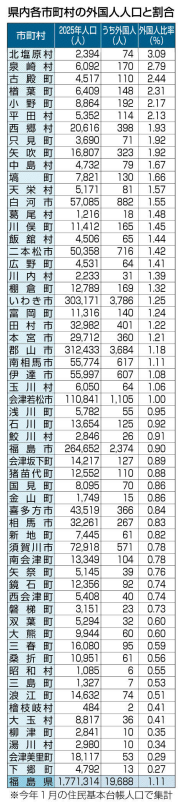 県内各市町村の外国人人口と割合
市町村 2025年人口(人) うち外国人(人) 外国人比率(%)
北塩原村 2,394 74 3.09
泉崎村 6,092 170 2.79
古殿町 4,517 110 2.44
楢葉町 6,409 148 2.31
小野町 8,864 192 2.17
平田村 5,352 114 2.13
西郷村 20,616 398 1.93
只見町 3,690 71 1.92
矢吹町 16,807 323 1.92
中島村 4,732 79 1.67
塙町 7,821 130 1.66
天栄村 5,171 81 1.57
白河市 57,085 882 1.55
葛尾村 1,216 18 1.48
川俣町 11,412 165 1.45
飯舘村 4,506 65 1.44
二本松市 50,358 716 1.42
広野町 4,531 64 1.41
川内村 2,233 31 1.39
棚倉町 12,789 169 1.32
いわき市 303,171 3,786 1.25
富岡町 11,316 140 1.24
田村市 32,982 401 1.22
本宮市 29,712 360 1.21
郡山市 312,433 3,684 1.18
南相馬市 55,774 617 1.11
伊達市 55,997 607 1.08
玉川村 6,050 64 1.06
会津若松市 110,841 1,105 1.00
浅川町 5,782 55 0.95
石川町 13,654 125 0.92
鮫川村 2,846 26 0.91
福島市 264,652 2,374 0.90
会津坂下町 14,217 127 0.89
猪苗代町 12,552 110 0.88
国見町 8,095 70 0.86
金山町 1,749 15 0.86
喜多方市 43,519 366 0.84
相馬市 32,261 267 0.83
新地町 7,445 61 0.82
須賀川市 72,918 571 0.78
南会津町 13,349 104 0.78
矢祭町 5,145 39 0.76
鏡石町 12,356 92 0.74
西会津町 5,408 40 0.74
磐梯町 3,151 23 0.73
双葉町 5,294 32 0.60
大熊町 9,944 60 0.60
三春町 16,080 95 0.59
桑折町 10,951 61 0.56
昭和村 1,085 6 0.55
三島町 1,327 7 0.53
浪江町 14,632 74 0.51
檜枝岐村 484 2 0.41
大玉村 8,817 36 0.41
柳津町 2,841 10 0.35
湯川村 2,980 10 0.34
会津美里町 18,117 53 0.29
下郷町 4,792 13 0.27
福島県 1,771,314 19,688 1.11
※今年1月の住民基本台帳人口で集計